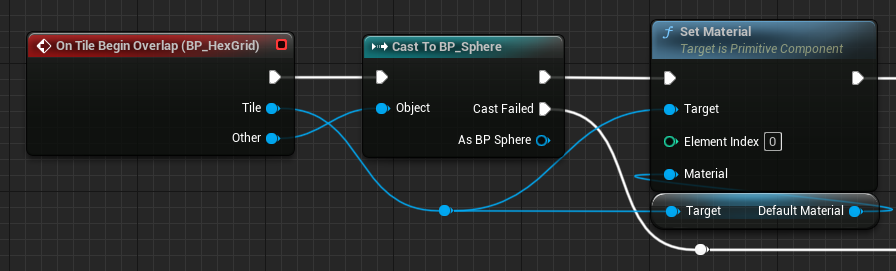 On Tile Begin Overlap (BP_HexGrid)
Tile
Other
Cast To BP_Sphere
Object
Cast Failed
As BP Sphere
Set Material
Target is Primitive Component
Target
Element Index 0
Material
Target Default Material